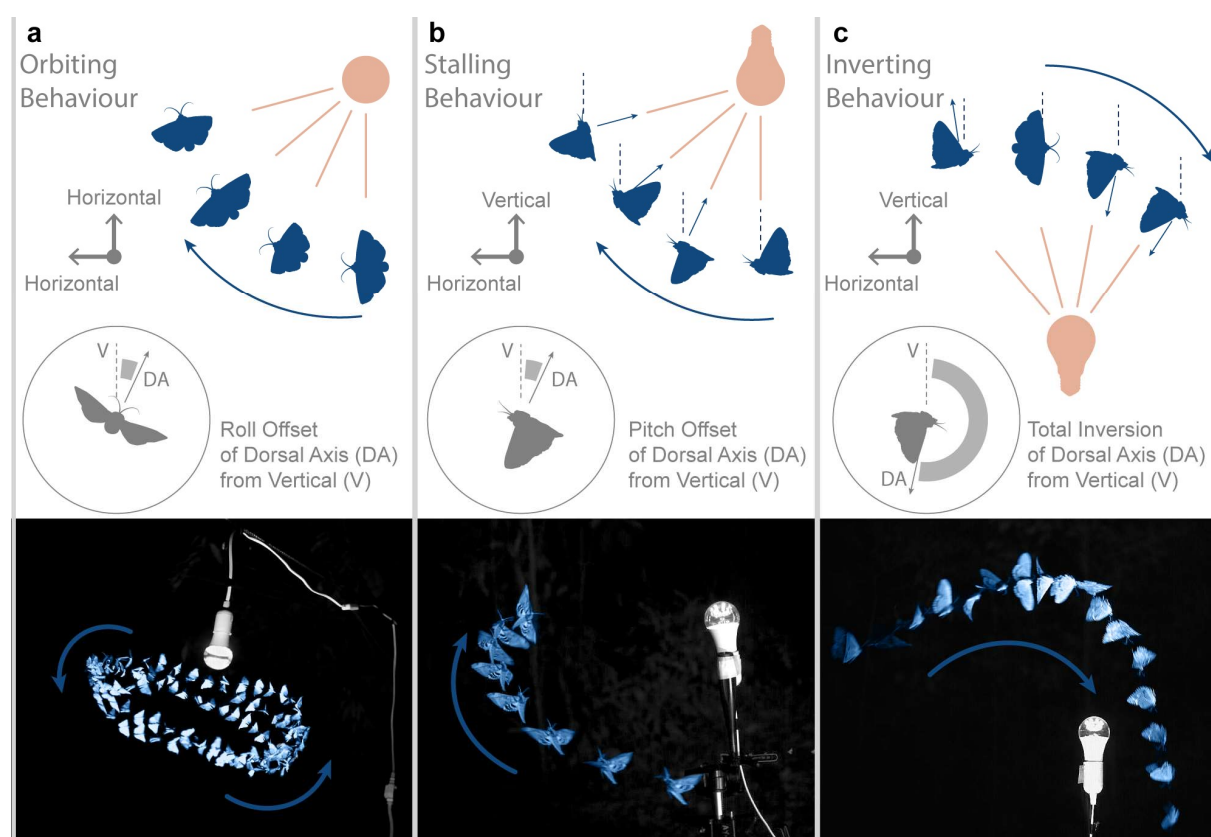 a
Orbiting
Behaviour
Horizontal
Horizontal
V
DA
Roll Offset
of Dorsal Axis (DA)
from Vertical (V)
b
Stalling
Behaviour
Vertical
Horizontal
V
DA
Pitch Offset
of Dorsal Axis (DA)
from Vertical (V)
c
Inverting
Behaviour
Vertical
Horizontal
V
DA
Total Inversion
of Dorsal Axis (DA)
from Vertical (V)